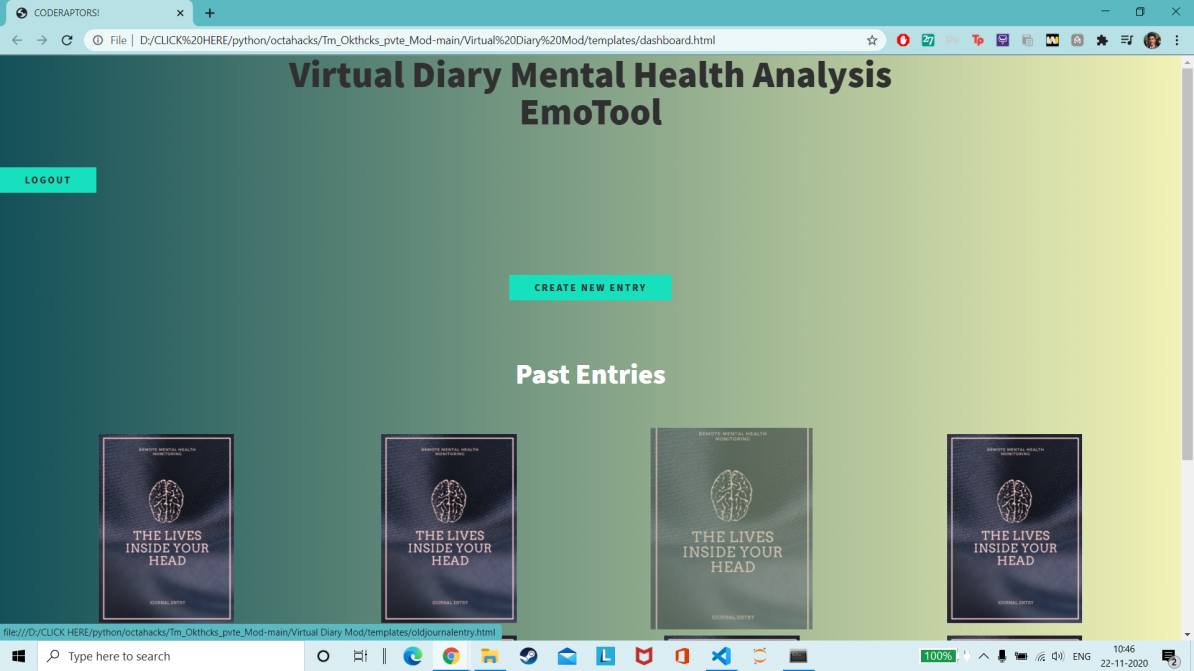 CODERAPTORS!
File | D:/CLICK%20HERE/python/octahacks/Tm_Okthcks_pvte_Mod-main/Virtual%20Diary%20Mod/templates/dashboard.html
27
Tp
Virtual Diary Mental Health Analysis
EmoTool
LOGOUT
CREATE NEW ENTRY
Past Entries
REMOTE MENTAL HEALTH
MONITORING
THE LIVES
INSIDE YOUR
HEAD
JOURNAL ENTRY
REMOTE MENTAL HEALTH
MONITORING
THE LIVES
INSIDE YOUR
HEAD
JOURNAL ENTRY
REMOTE MENTAL HEALTH
MONITORING
THE LIVES
INSIDE YOUR
HEAD
JOURNAL ENTRY
REMOTE MENTAL HEALTH
MONITORING
THE LIVES
INSIDE YOUR
HEAD
JOURNAL ENTRY
file:///D:/CLICK HERE/python/octahacks/Tm_Okthcks_pvte_Mod-main/Virtual Diary Mod/templates/oldjournalentry.html
Type here to search
L
100%
ENG
10:46
22-11-2020
2